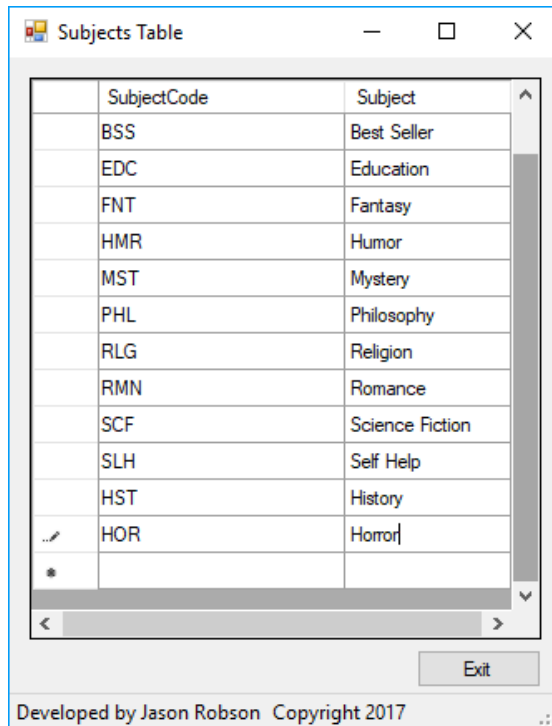 Subjects Table
SubjectCode Subject
BSS Best Seller
EDC Education
FNT Fantasy
HMR Humor
MST Mystery
PHL Philosophy
RLG Religion
RMN Romance
SCF Science Fiction
SLH Self Help
HST History
HOR Horror
Exit
Developed by Jason Robson Copyright 2017